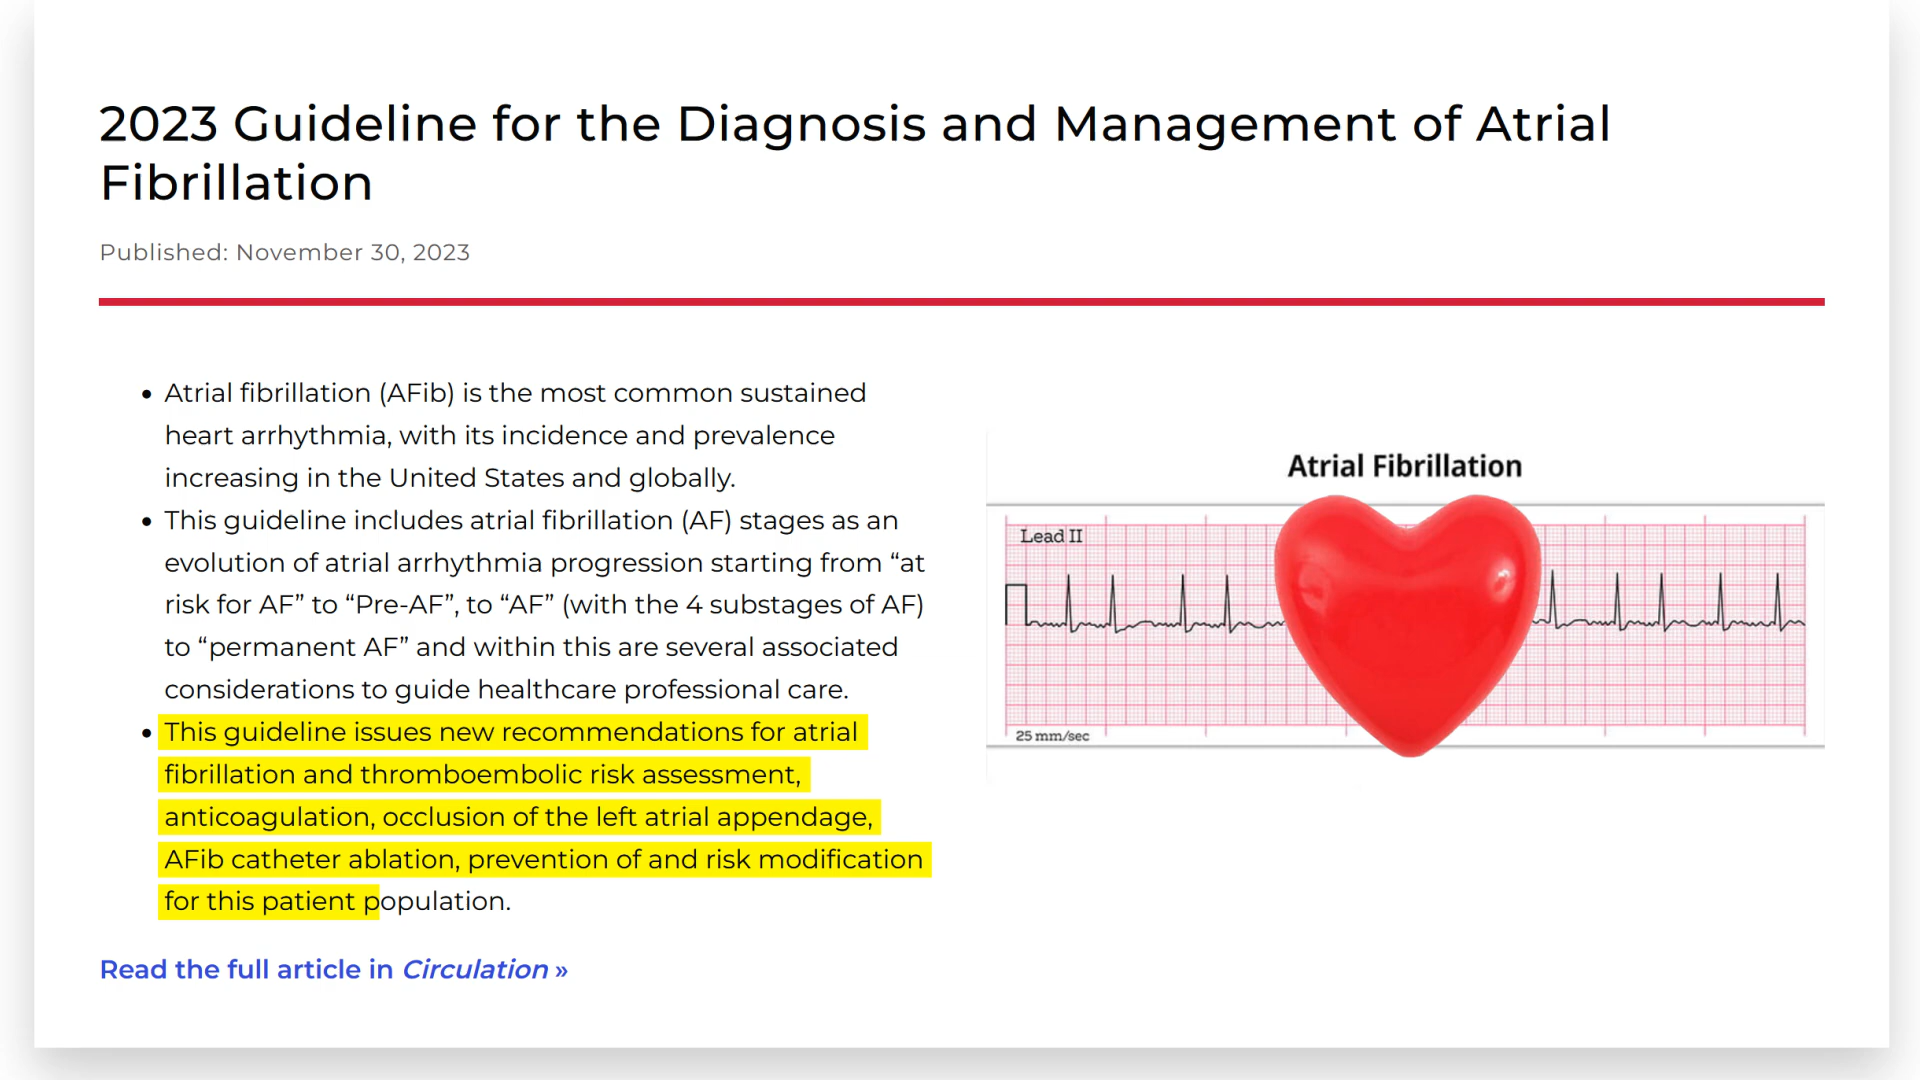 2023 Guideline for the Diagnosis and Management of Atrial
Fibrillation
Published: November 30, 2023
Atrial fibrillation (AFib) is the most common sustained
heart arrhythmia, with its incidence and prevalence
increasing in the United States and globally.
This guideline includes atrial fibrillation (AF) stages as an
evolution of atrial arrhythmia progression starting from “at
risk for AF” to “Pre-AF”, to “AF” (with the 4 substages of AF)
to “permanent AF” and within this are several associated
considerations to guide healthcare professional care.
This guideline issues new recommendations for atrial
fibrillation and thromboembolic risk assessment,
anticoagulation, occlusion of the left atrial appendage,
AFib catheter ablation, prevention of and risk modification
for this patient population.
Read the full article in Circulation »
Atrial Fibrillation
Lead II
25 mm/sec